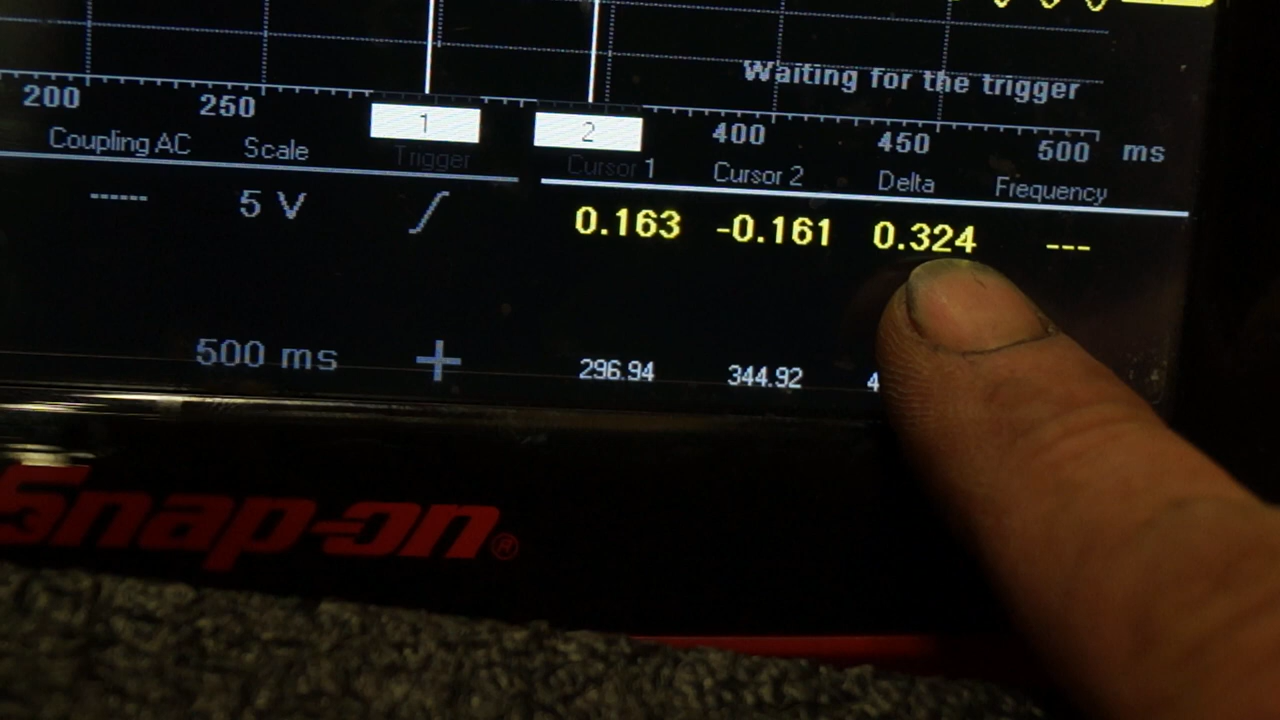 Waiting for the trigger
200 250 1 2 400 450 500 ms
Coupling AC Scale Trigger Cursor 1 Cursor 2 Delta Frequency
------ 5 V 0.163 -0.161 0.324 ---
500 ms + 296.94 344.92 4
Snap-on®